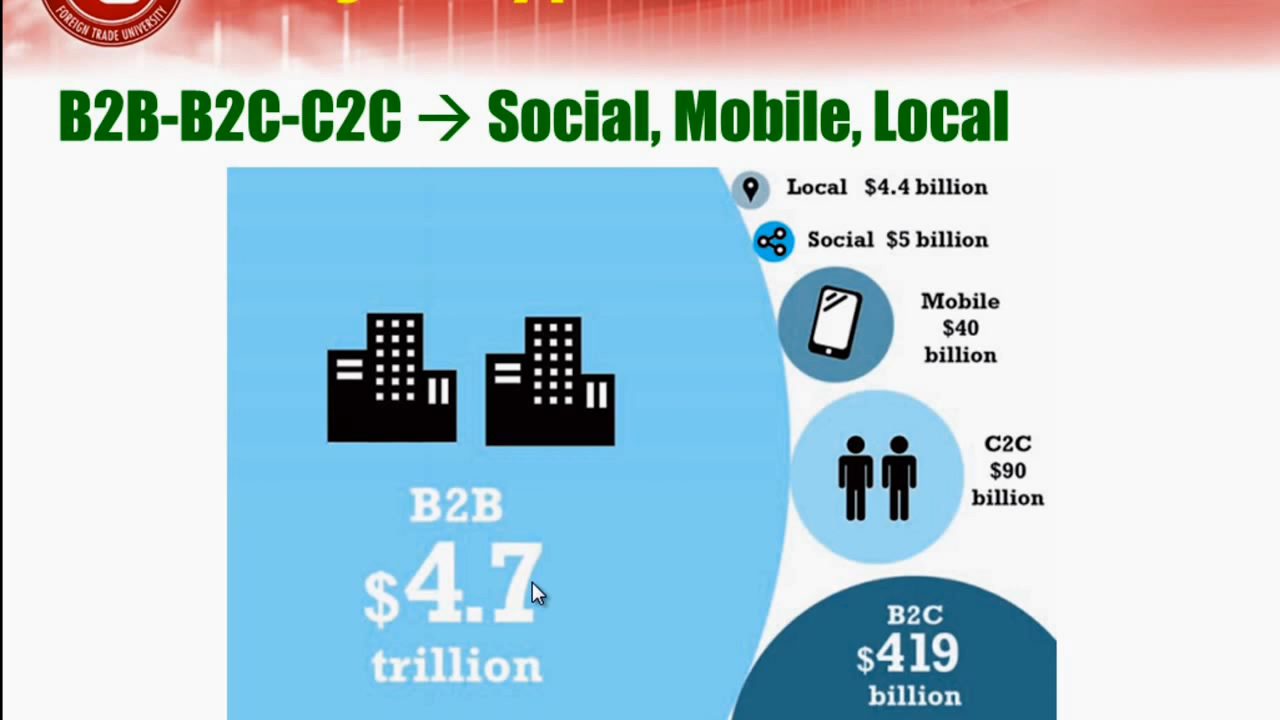 FOREIGN TRADE UNIVERSITY
B2B-B2C-C2C → Social, Mobile, Local
Local $4.4 billion
Social $5 billion
Mobile
$40
billion
C2C
$90
billion
B2B
$4.7
trillion
B2C
$419
billion